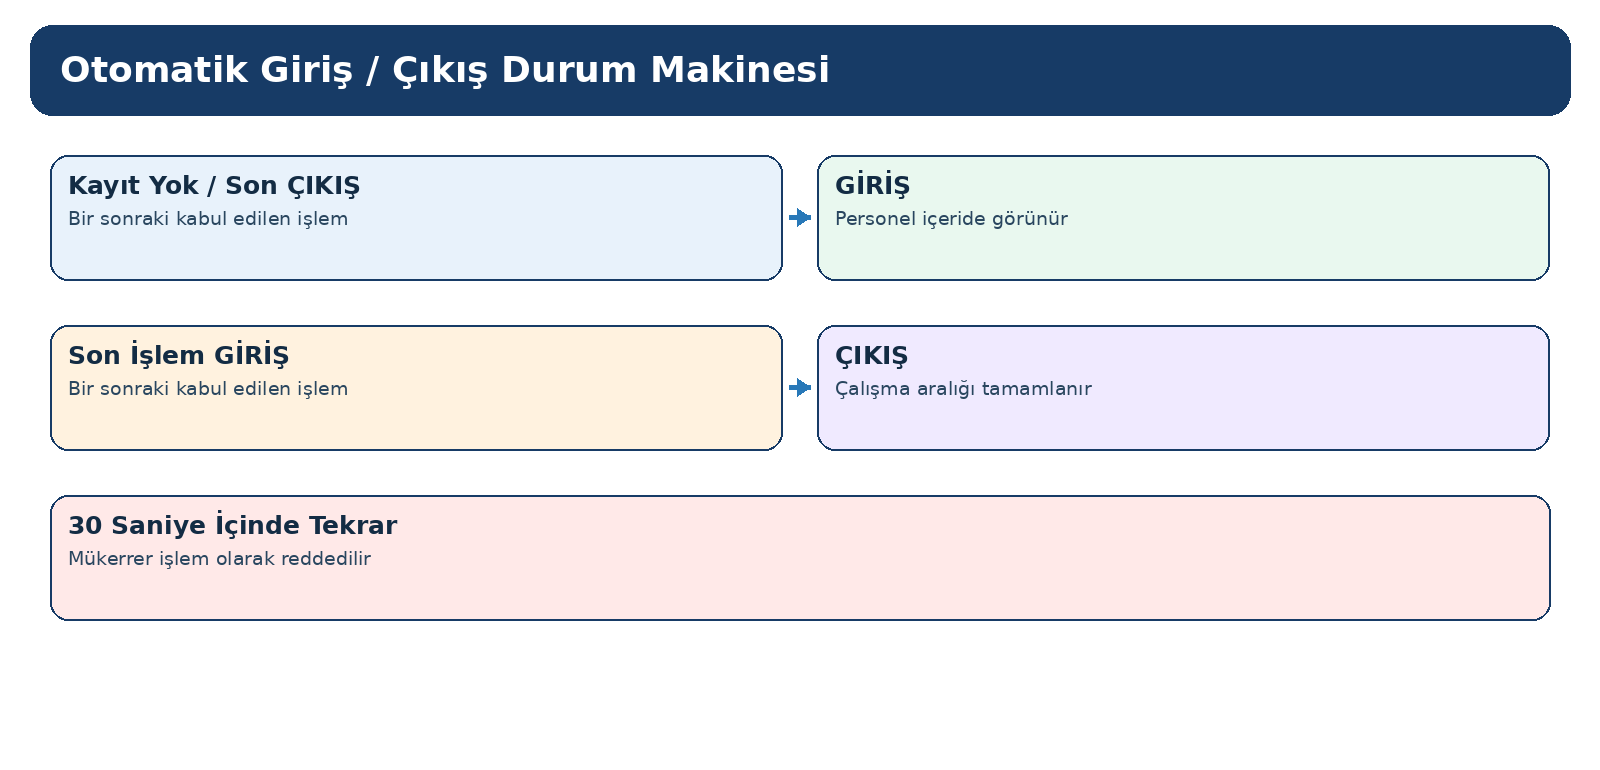 Otomatik Giriş / Çıkış Durum Makinesi
Kayıt Yok / Son ÇIKIŞ
Bir sonraki kabul edilen işlem
GİRİŞ
Personel içeride görünür
Son İşlem GİRİŞ
Bir sonraki kabul edilen işlem
ÇIKIŞ
Çalışma aralığı tamamlanır
30 Saniye İçinde Tekrar
Mükerrer işlem olarak reddedilir